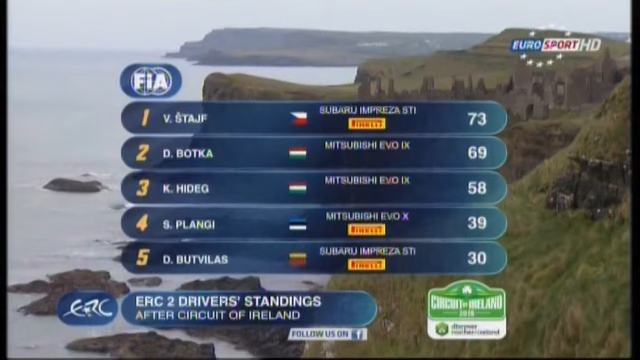 EUROSPORT HD
FIA
1 V. ŠTAJF SUBARU IMPREZA STI PIRELLI 73
2 D. BOTKA MITSUBISHI EVO IX 69
3 K. HIDEG MITSUBISHI EVO IX 58
4 S. PLANGI MITSUBISHI EVO X PIRELLI 39
5 D. BUTVILAS SUBARU IMPREZA STI PIRELLI 30
ERC
ERC 2 DRIVERS' STANDINGS
AFTER CIRCUIT OF IRELAND
FOLLOW US ON f
CIRCUIT OF IRELAND
discover
northernireland